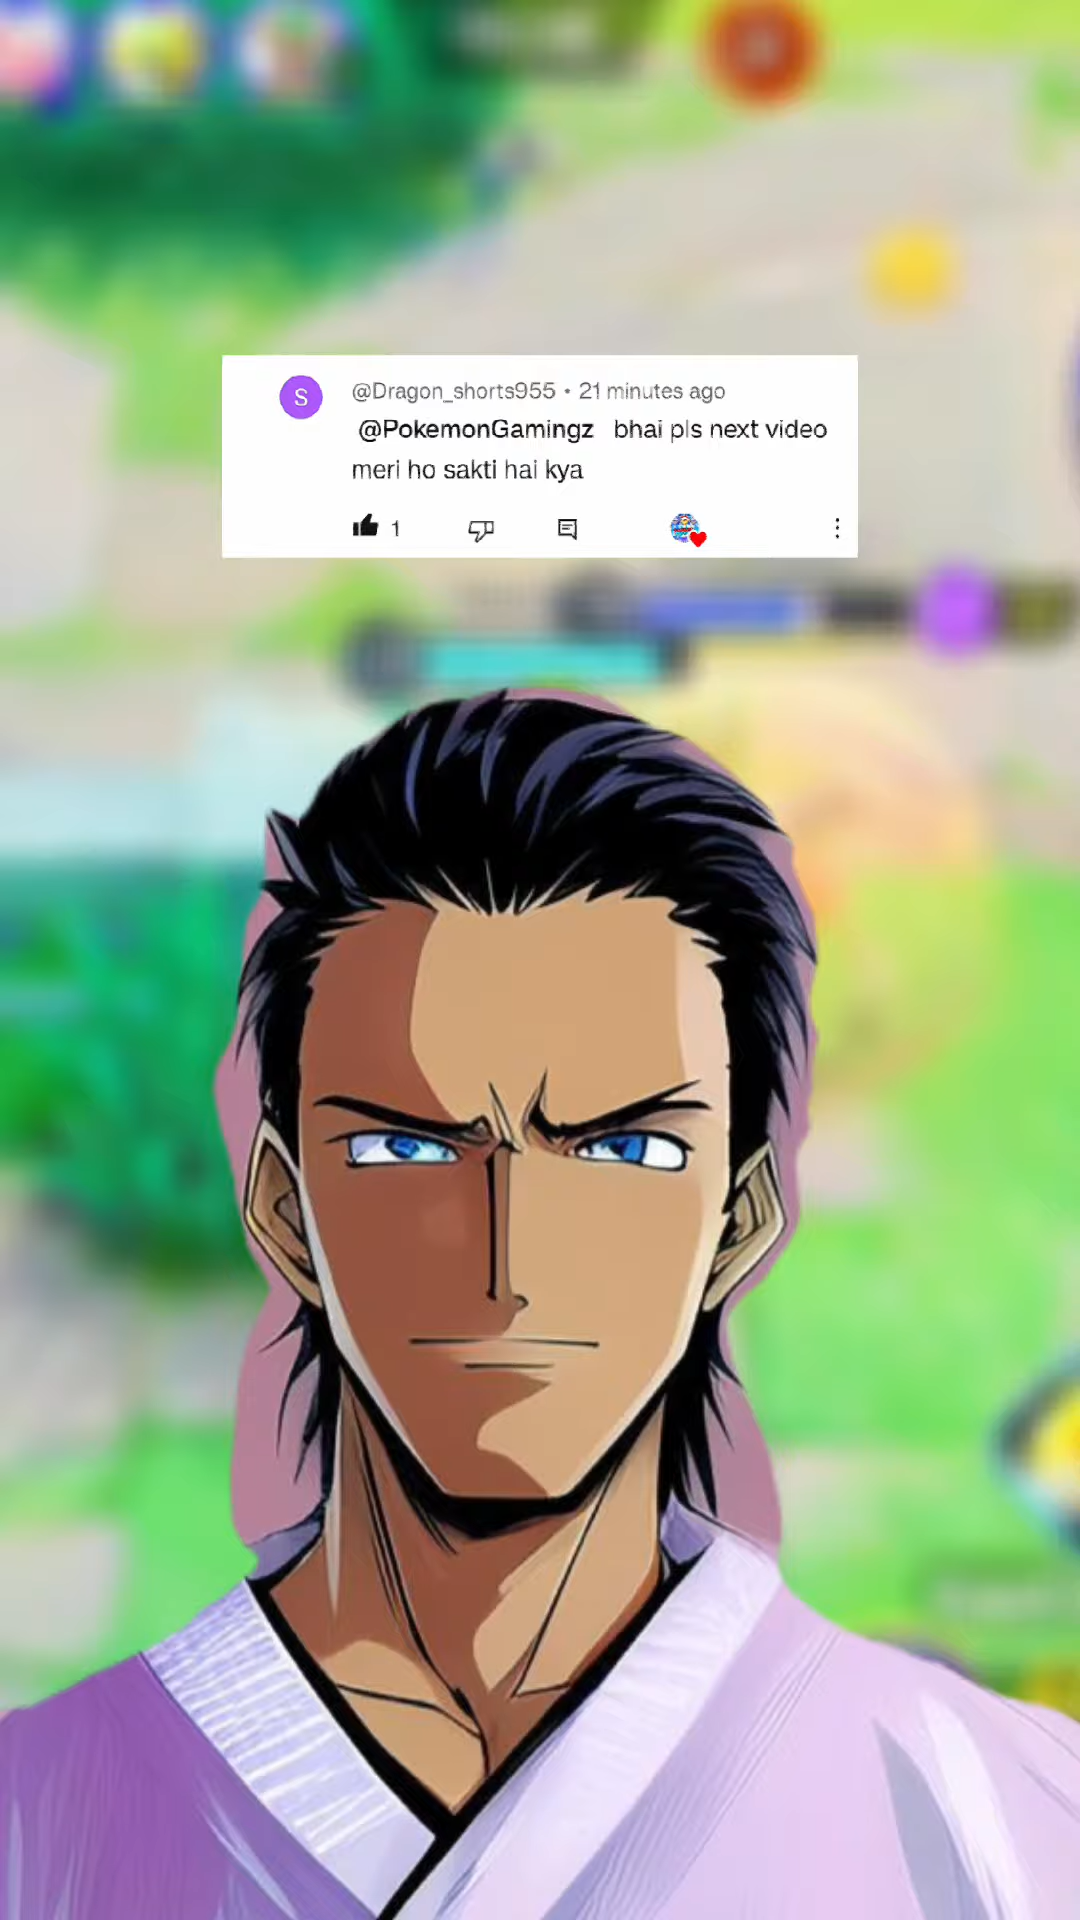 S
@Dragon_shorts955 • 21 minutes ago
@PokemonGamingz bhai pls next video
meri ho sakti hai kya
1